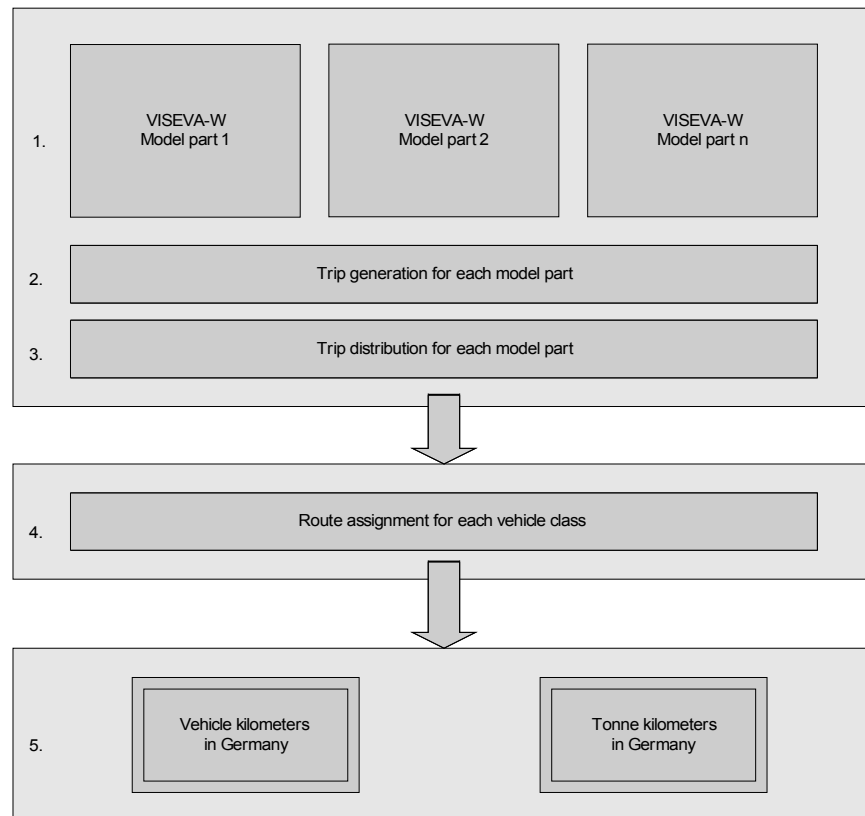 1.
VISEVA-W
Model part 1
VISEVA-W
Model part 2
VISEVA-W
Model part n
2.
Trip generation for each model part
3.
Trip distribution for each model part
4.
Route assignment for each vehicle class
5.
Vehicle kilometers
in Germany
Tonne kilometers
in Germany